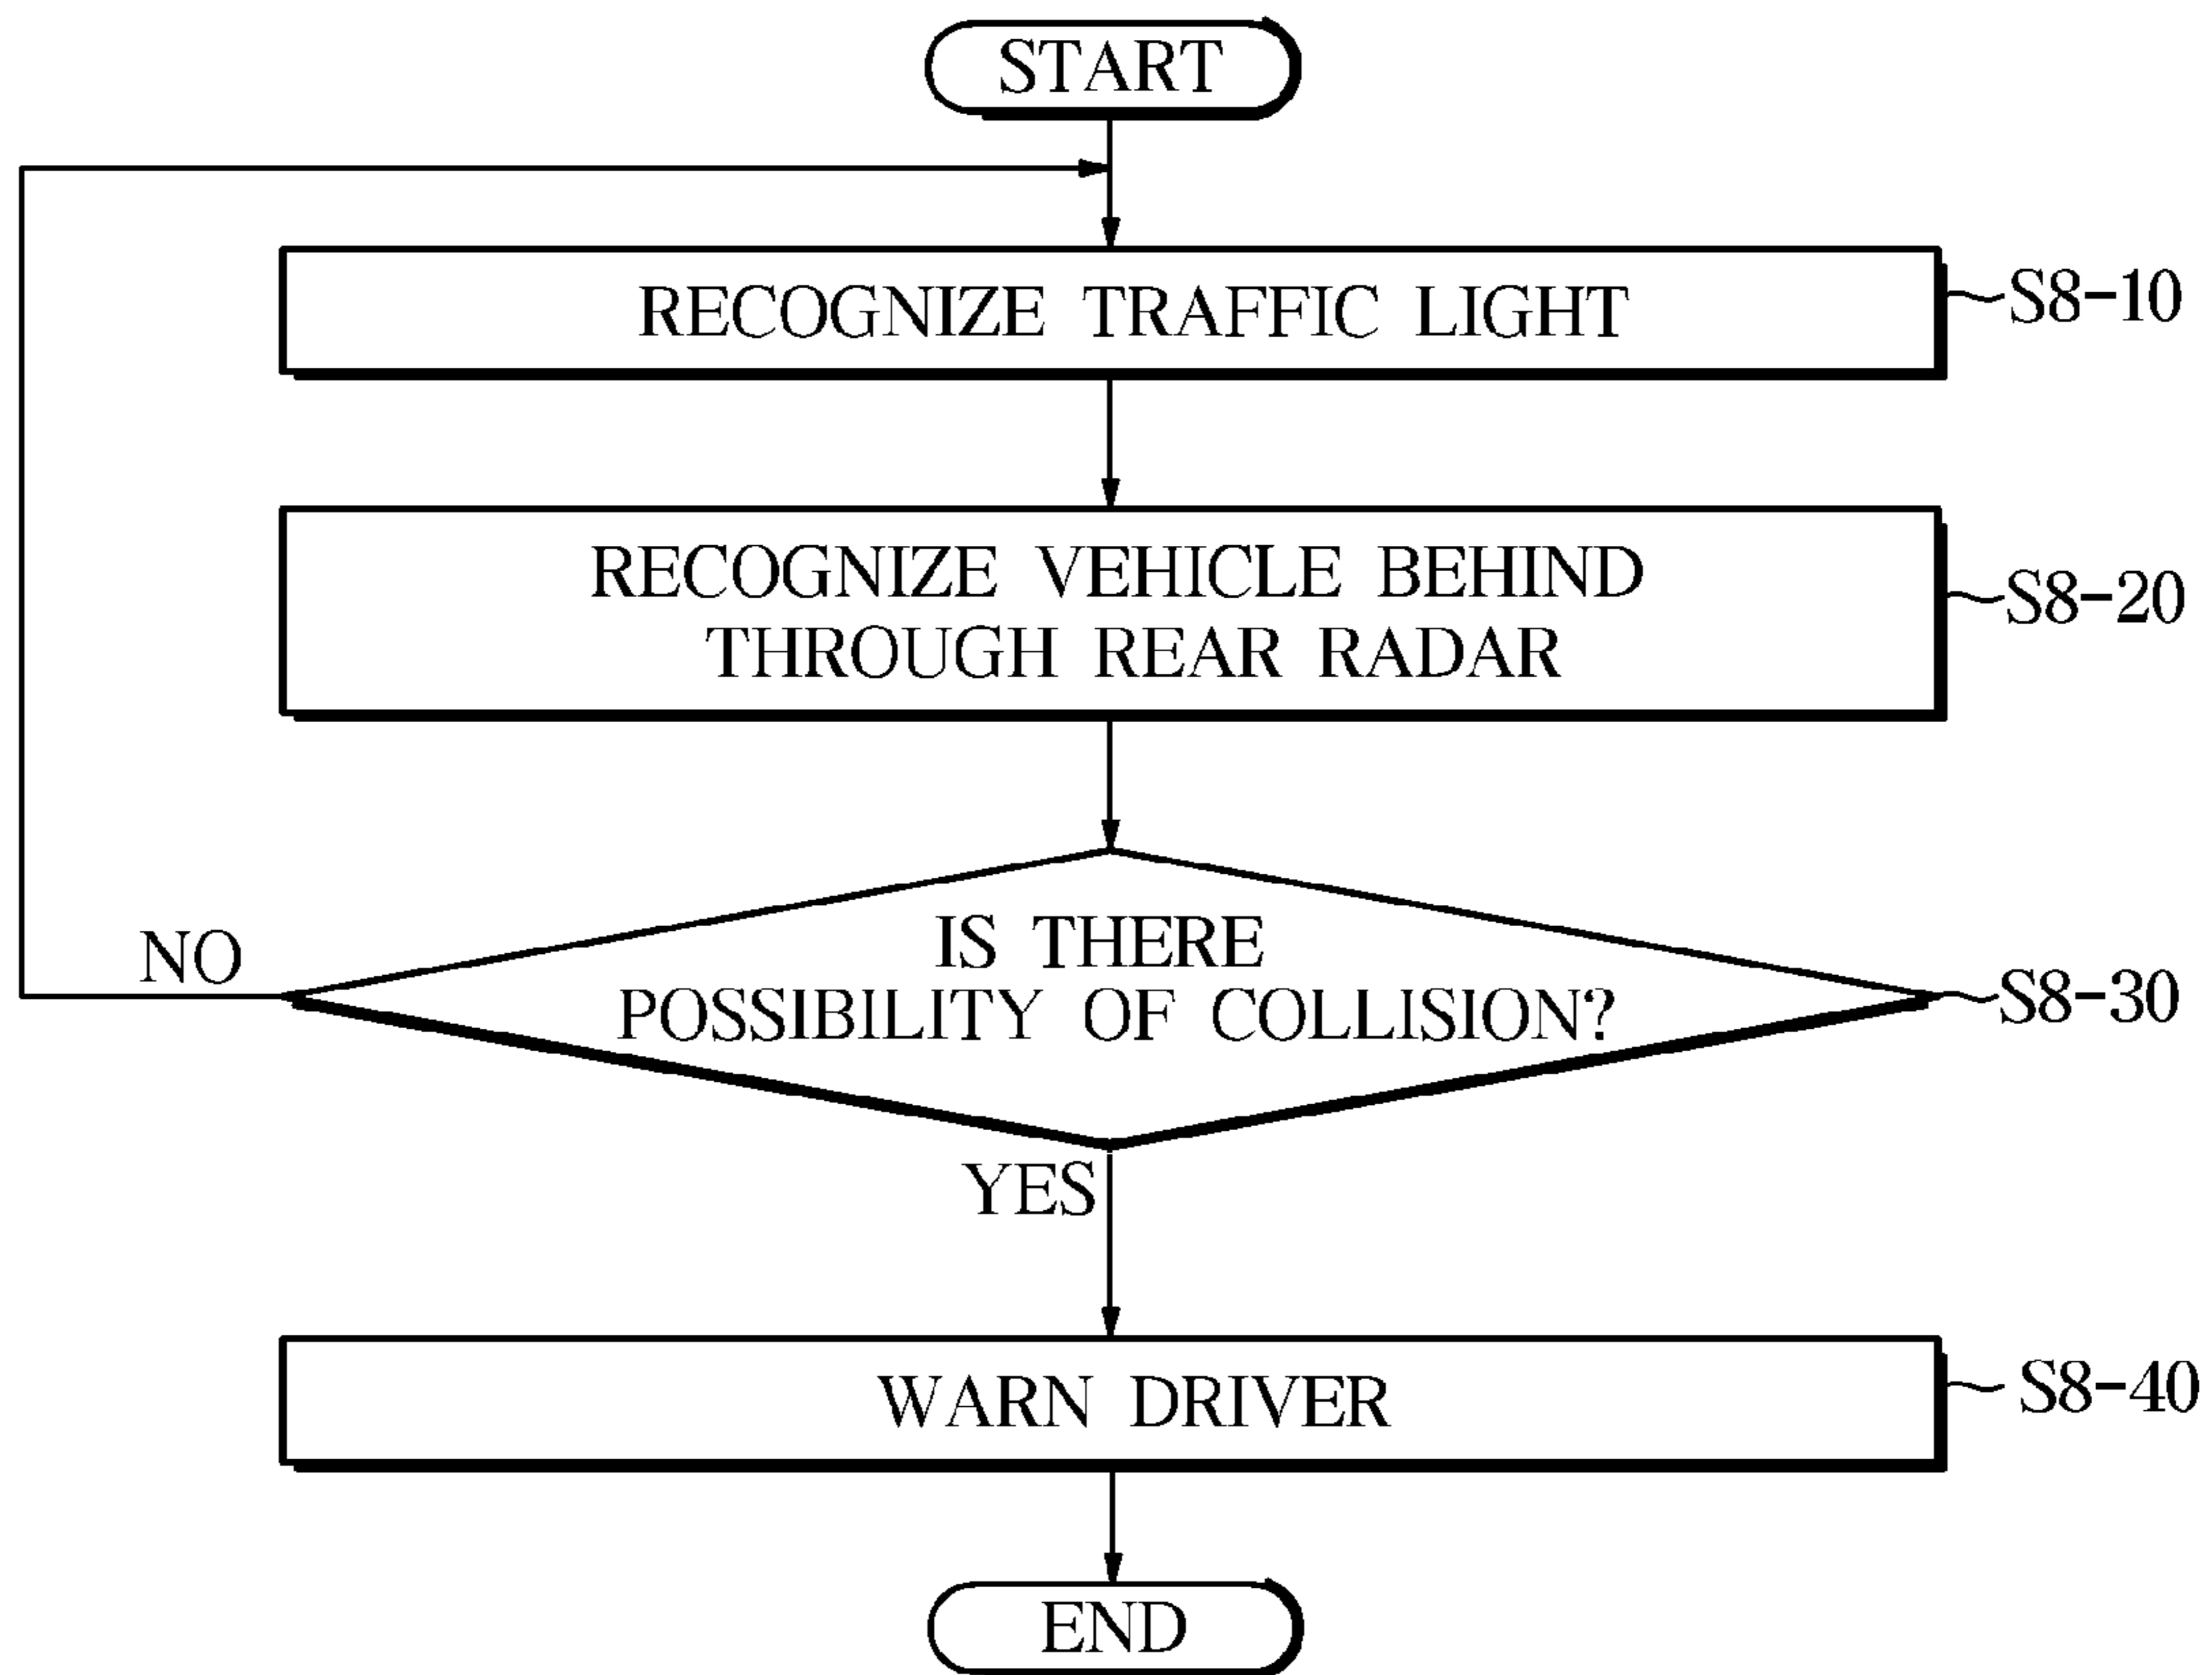 START
RECOGNIZE TRAFFIC LIGHT
S8-10
RECOGNIZE VEHICLE BEHIND
THROUGH REAR RADAR
S8-20
IS THERE
POSSIBILITY OF COLLISION?
S8-30
NO
YES
WARN DRIVER
S8-40
END